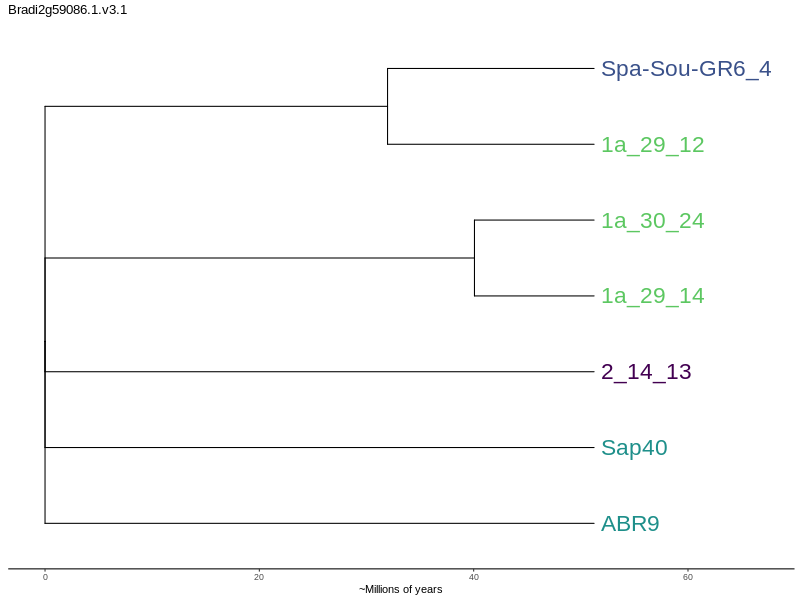 Bradi2g59086.1.v3.1
Spa-Sou-GR6_4
1a_29_12
1a_30_24
1a_29_14
2_14_13
Sap40
ABR9
0 20 40 60
~Millions of years